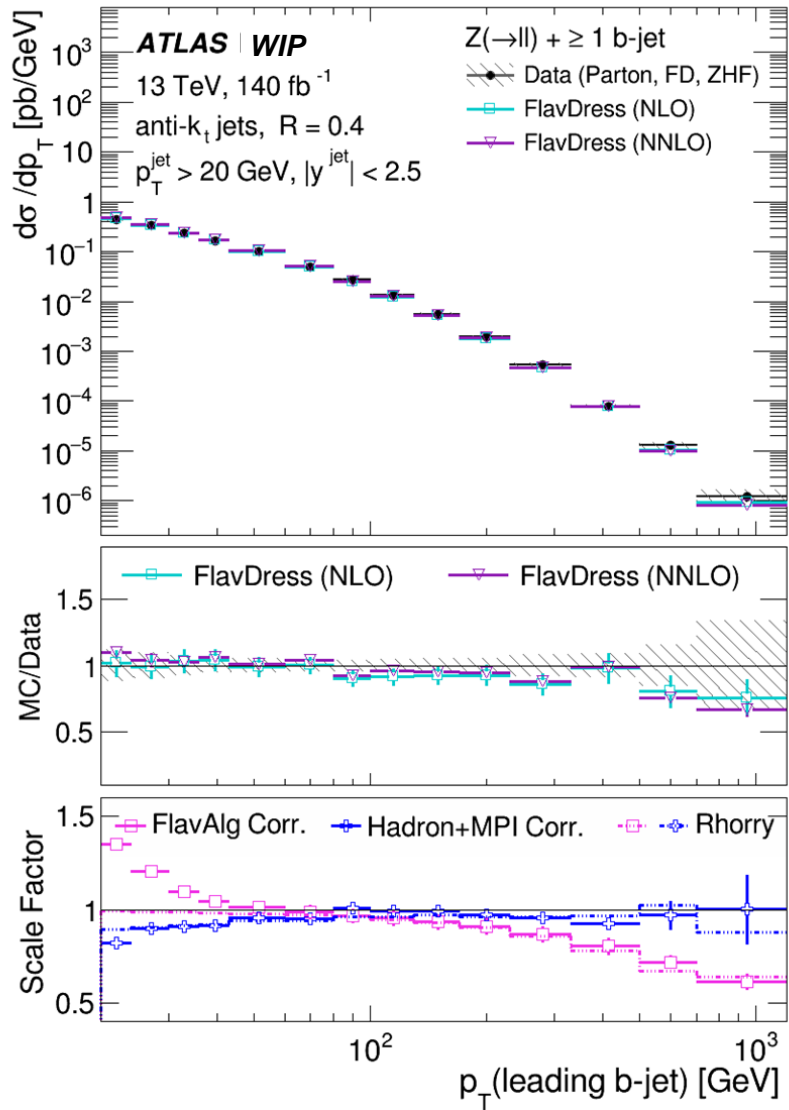 ATLAS | WIP
13 TeV, 140 fb⁻¹
anti-kₜ jets, R = 0.4
p_T^jet > 20 GeV, |y^jet| < 2.5
Z(→ll) + ≥ 1 b-jet
Data (Parton, FD, ZHF)
FlavDress (NLO)
FlavDress (NNLO)
dσ/dp_T [pb/GeV]
10³
10²
10
1
10⁻¹
10⁻²
10⁻³
10⁻⁴
10⁻⁵
10⁻⁶
FlavDress (NLO) FlavDress (NNLO)
MC/Data
1.5
1
0.5
FlavAlg Corr. Hadron+MPI Corr. Rhorry
Scale Factor
1.5
1
0.5
10² 10³
p_T(leading b-jet) [GeV]